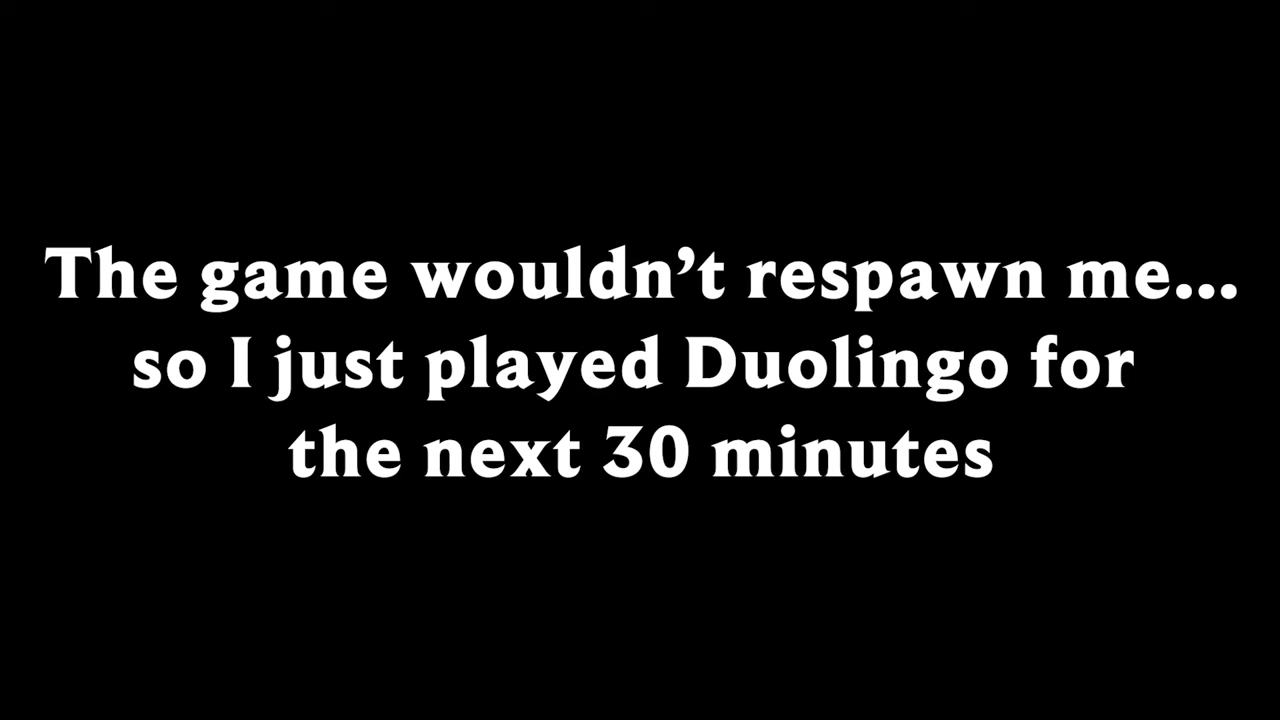 The game wouldn’t respawn me...
so I just played Duolingo for
the next 30 minutes